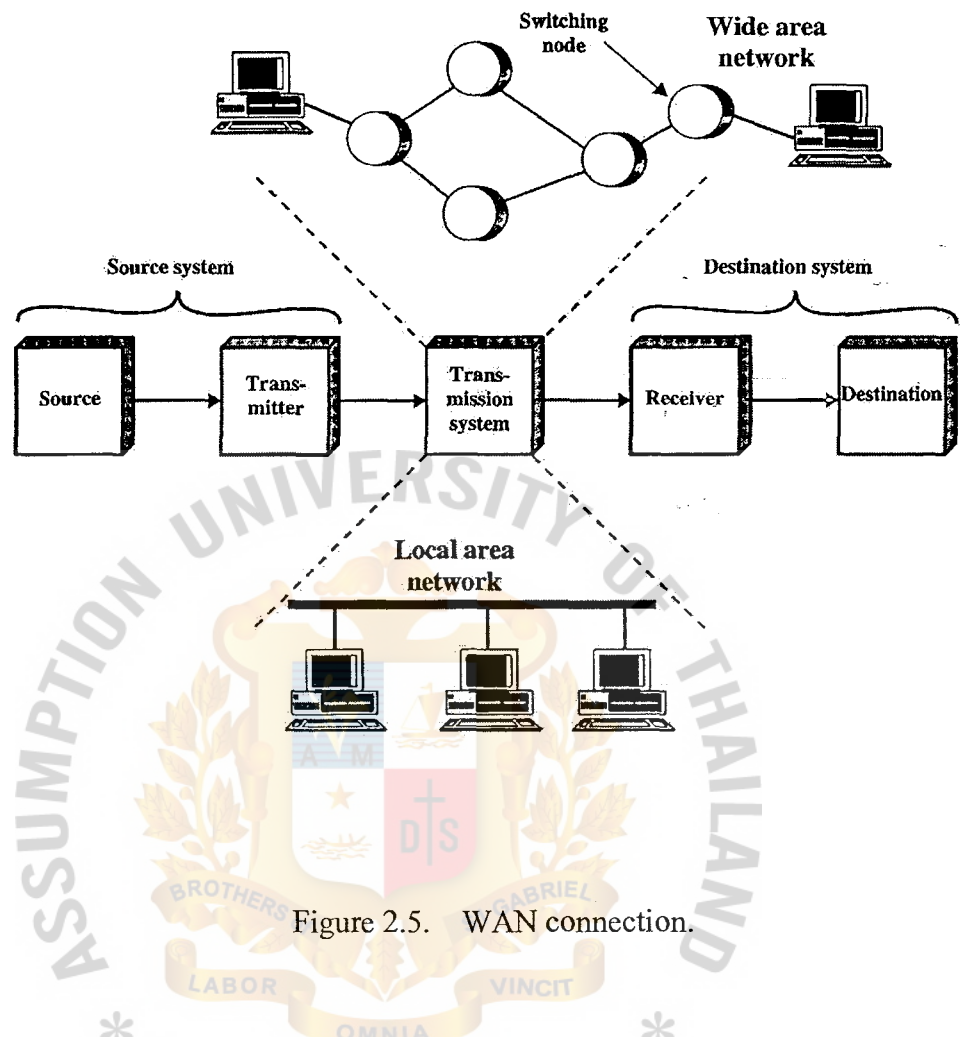 Switching
node
Wide area
network
Source system
Destination system
Source
Trans-
mitter
Trans-
mission
system
Receiver
Destination
UNIVERSITY OF
Local area
network
ASSUMPTION
THAILAND
A M
D S
BROTHERS
GABRIEL
Figure 2.5. WAN connection.
LABOR
VINCIT
OMNIA